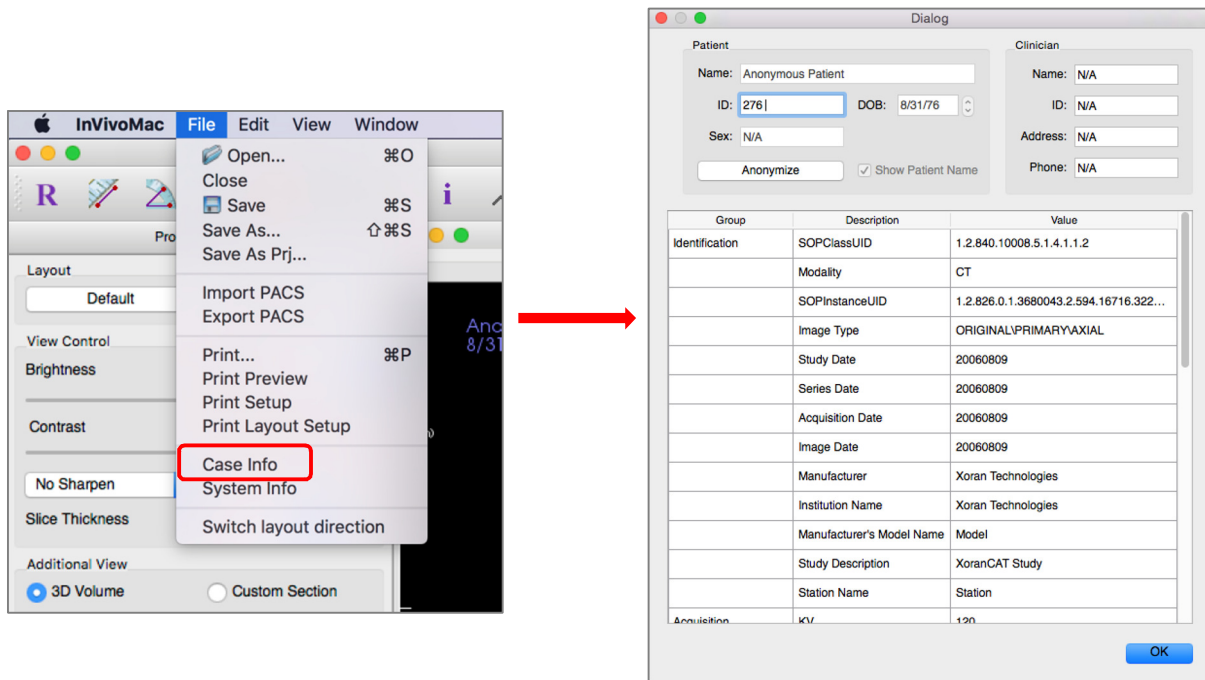 InVivoMac File Edit View Window
Open... ⌘O
Close
Save ⌘S
Save As... ⇧⌘S
Save As Prj...
Import PACS
Export PACS
Print... ⌘P
Print Preview
Print Setup
Print Layout Setup
Case Info
System Info
Switch layout direction
R
i
Pro
Layout
Default
View Control
Brightness
Contrast
No Sharpen
Slice Thickness
Additional View
3D Volume Custom Section
8/31
Dialog
Patient
Name: Anonymous Patient
ID: 276 DOB: 8/31/76
Sex: N/A
Anonymize Show Patient Name
Clinician
Name: N/A
ID: N/A
Address: N/A
Phone: N/A
Group Description Value
Identification SOPClassUID 1.2.840.10008.5.1.4.1.1.2
Modality CT
SOPInstanceUID 1.2.826.0.1.3680043.2.594.16716.322...
Image Type ORIGINAL\PRIMARY\AXIAL
Study Date 20060809
Series Date 20060809
Acquisition Date 20060809
Image Date 20060809
Manufacturer Xoran Technologies
Institution Name Xoran Technologies
Manufacturer's Model Name Model
Study Description XoranCAT Study
Station Name Station
Acquisition KV 120
OK